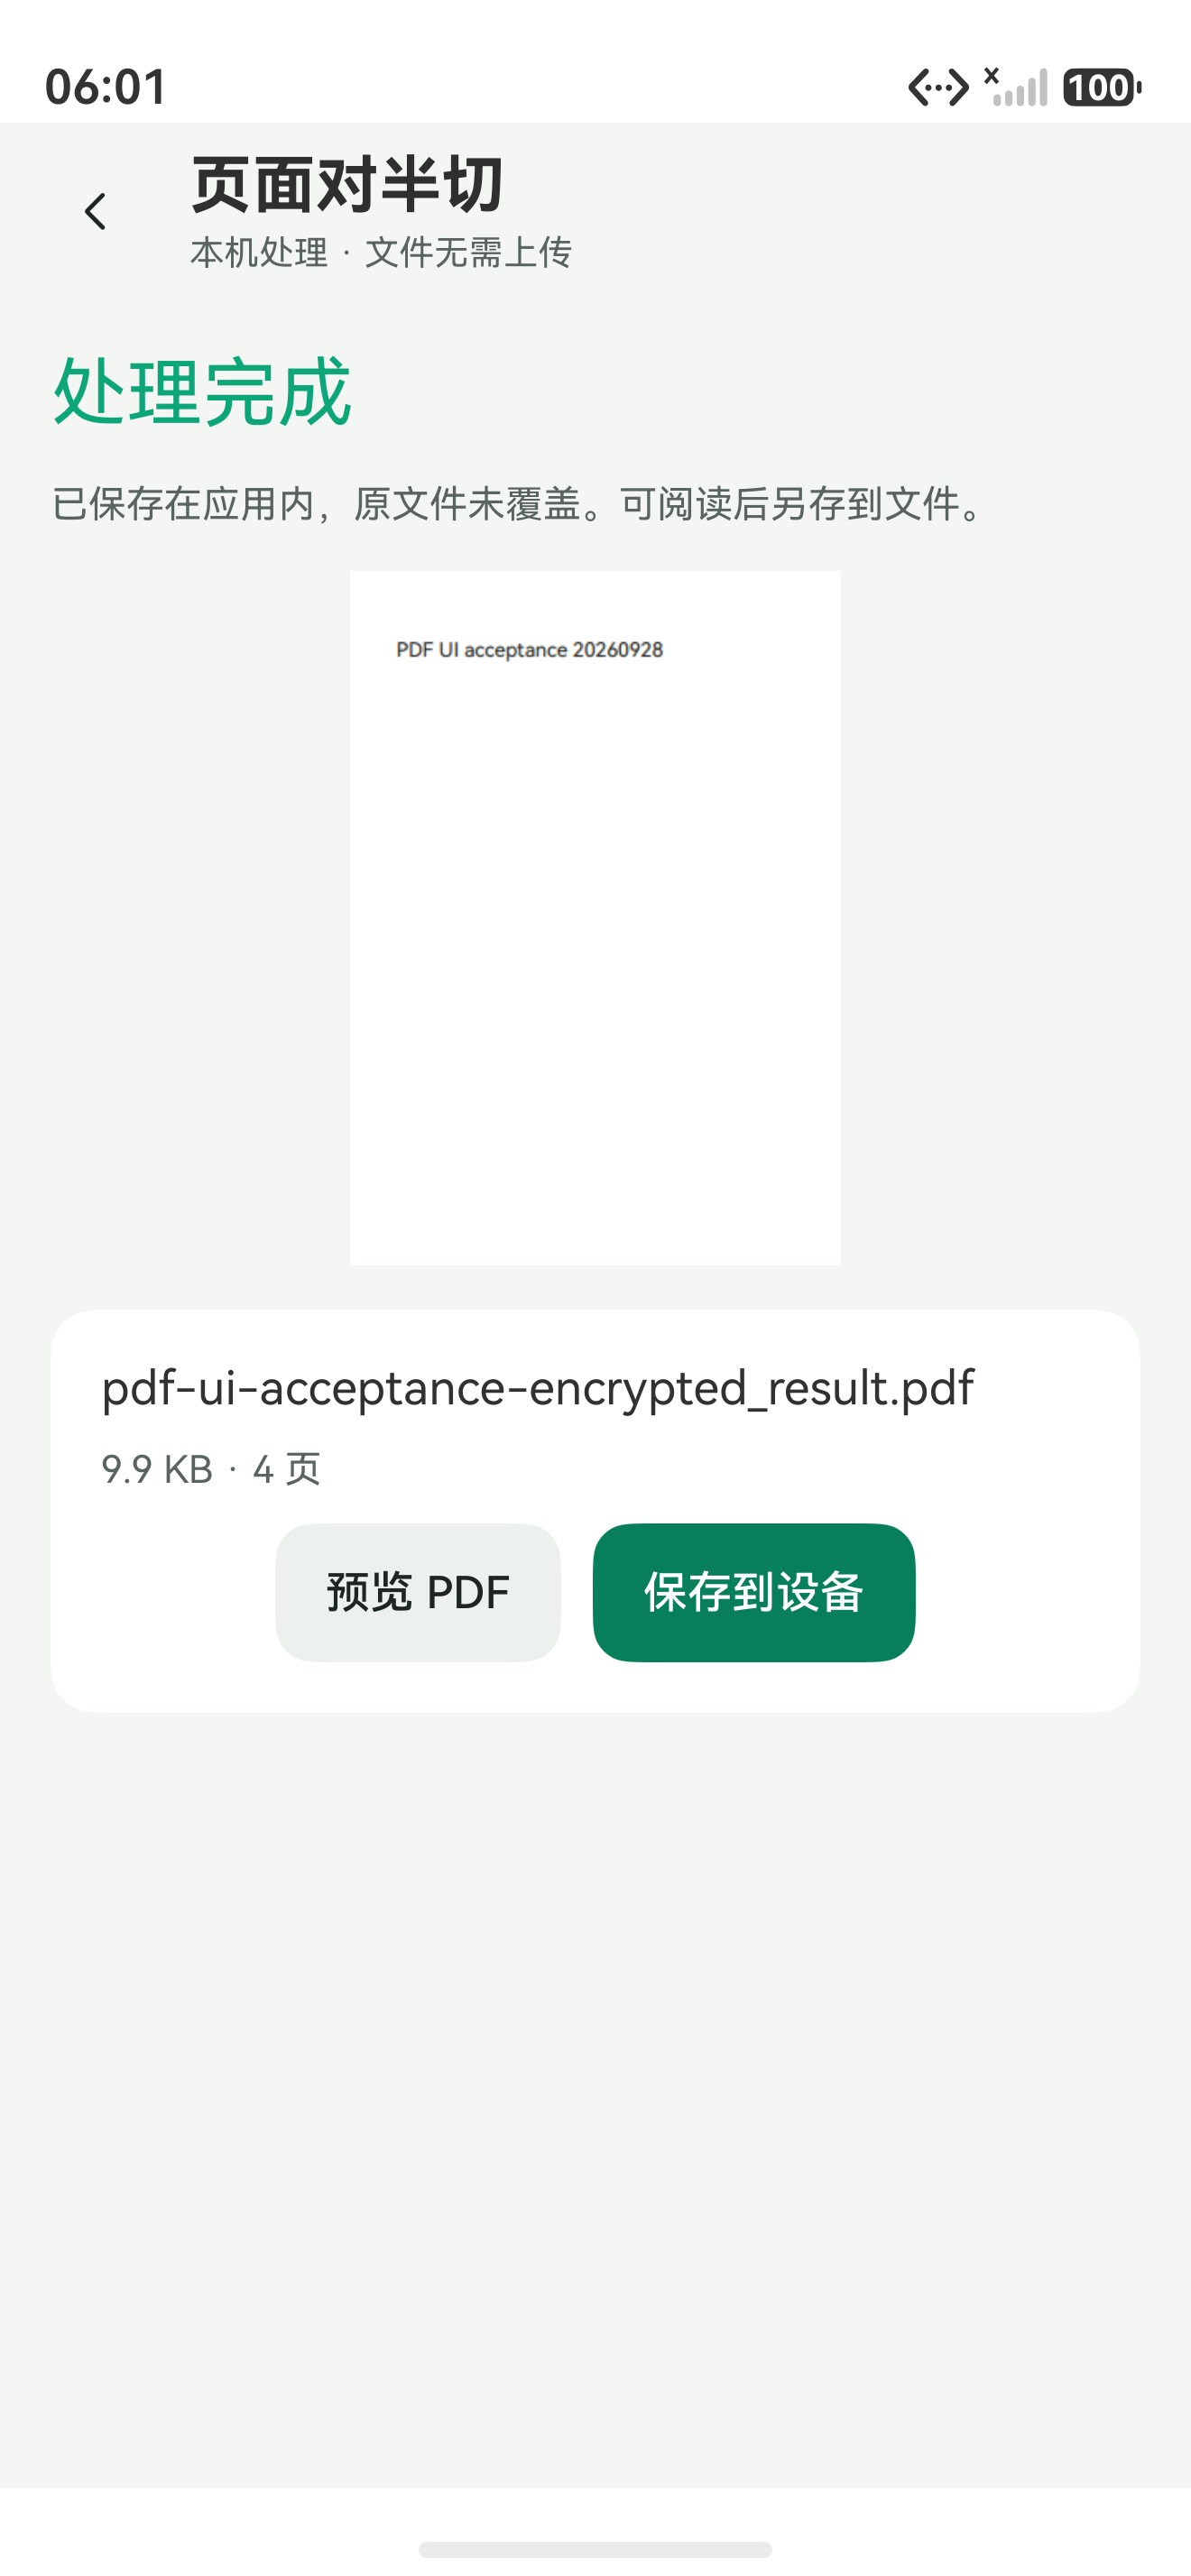 06:01
100
页面对半切
本机处理 · 文件无需上传
处理完成
已保存在应用内，原文件未覆盖。可阅读后另存到文件。
PDF UI acceptance 20260928
pdf-ui-acceptance-encrypted_result.pdf
9.9 KB · 4 页
预览 PDF
保存到设备